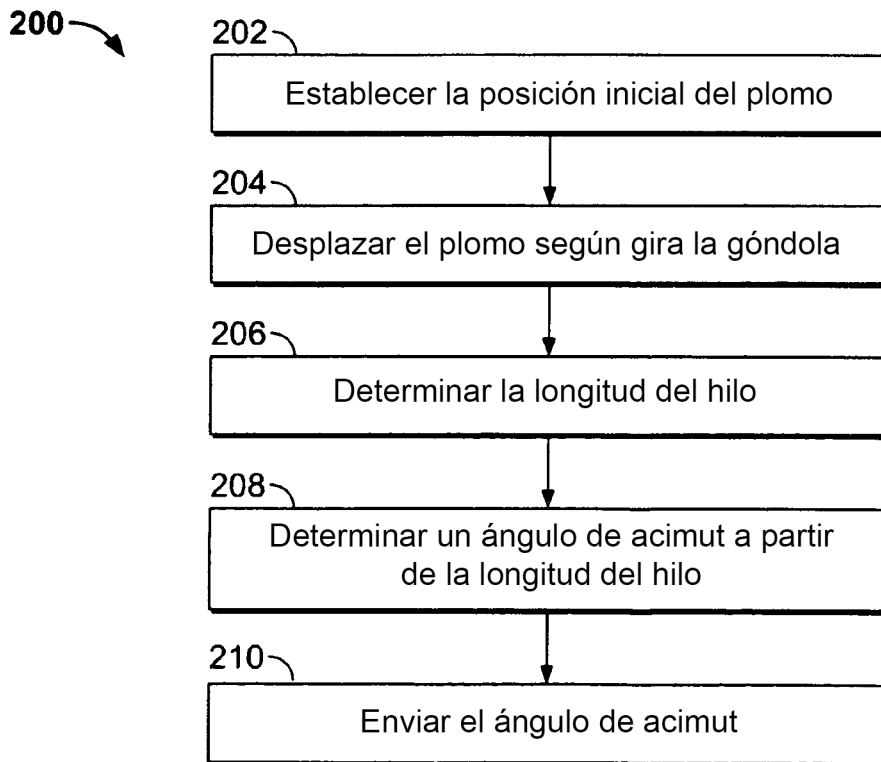 200
202
Establecer la posición inicial del plomo
204
Desplazar el plomo según gira la góndola
206
Determinar la longitud del hilo
208
Determinar un ángulo de acimut a partir
de la longitud del hilo
210
Enviar el ángulo de acimut